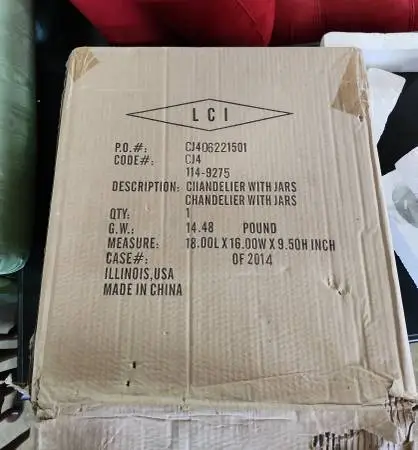 LCI
P.O.#: CJ406221501
CODE#: CJ4
114-9275
DESCRIPTION: CHANDELIER WITH JARS
CHANDELIER WITH JARS
QTY: 1
G.W.: 14.48 POUND
MEASURE: 18.00L X 16.00W X 9.50H INCH
CASE#: OF 2014
ILLINOIS,USA
MADE IN CHINA